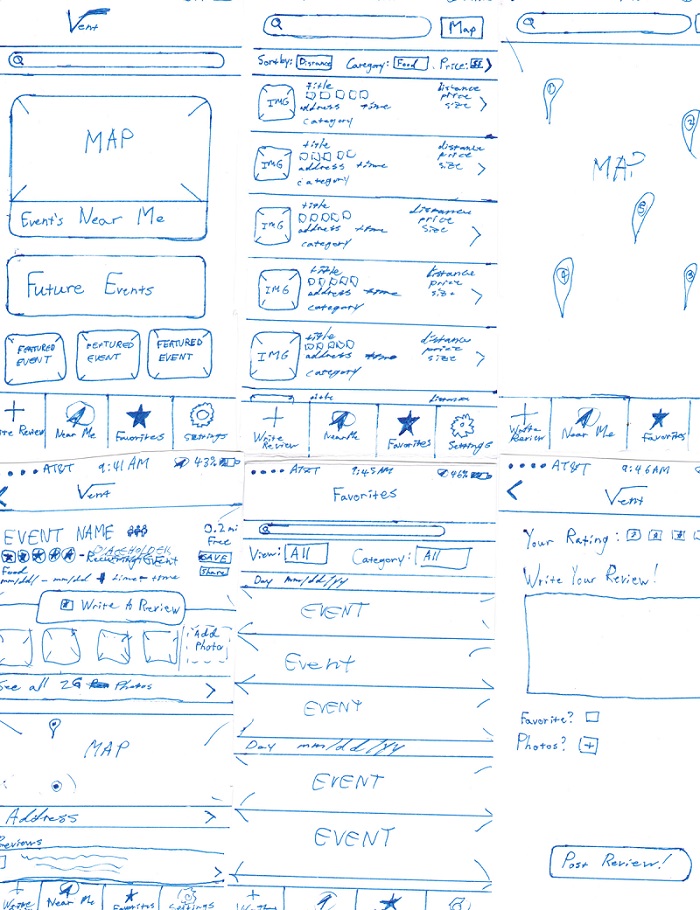 Vent
MAP
Event's Near Me
Future Events
FEATURED
EVENT
FEATURED
EVENT
FEATURED
EVENT
te Review
Near Me
Favorites
Settings
Map
Sort by: Distance Category: Food Price: $$
IMG
title
address time
category
distance
price
size
IMG
title
address time
category
distance
price
size
IMG
title
address time
category
distance
price
size
IMG
title
address time
category
distance
price
size
IMG
title
address time
category
distance
price
size
title
distance
Write
Review
Near Me
Favorites
Settings
MAP
1
2
5
4
3
Write
Review
Near Me
Favorites
AT&T 9:41 AM 43%
Vent
EVENT NAME $$$
0.2 mi
Free
Recurring Event
SAVE
Food
Share
mm/dd/ - mm/dd time - time
Write A Preview
Add
Photo
See all 26 Photos
MAP
Address
Previews
Write
Near Me
Favorites
Settings
AT&T 9:45 AM 46%
Favorites
View: All Category: All
Day mm/dd/yy
EVENT
Event
EVENT
Day mm/dd/yy
EVENT
EVENT
AT&T 9:46 AM
Vent
Your Rating:
Write Your Review!
Favorite?
Photos? +
Post Review!